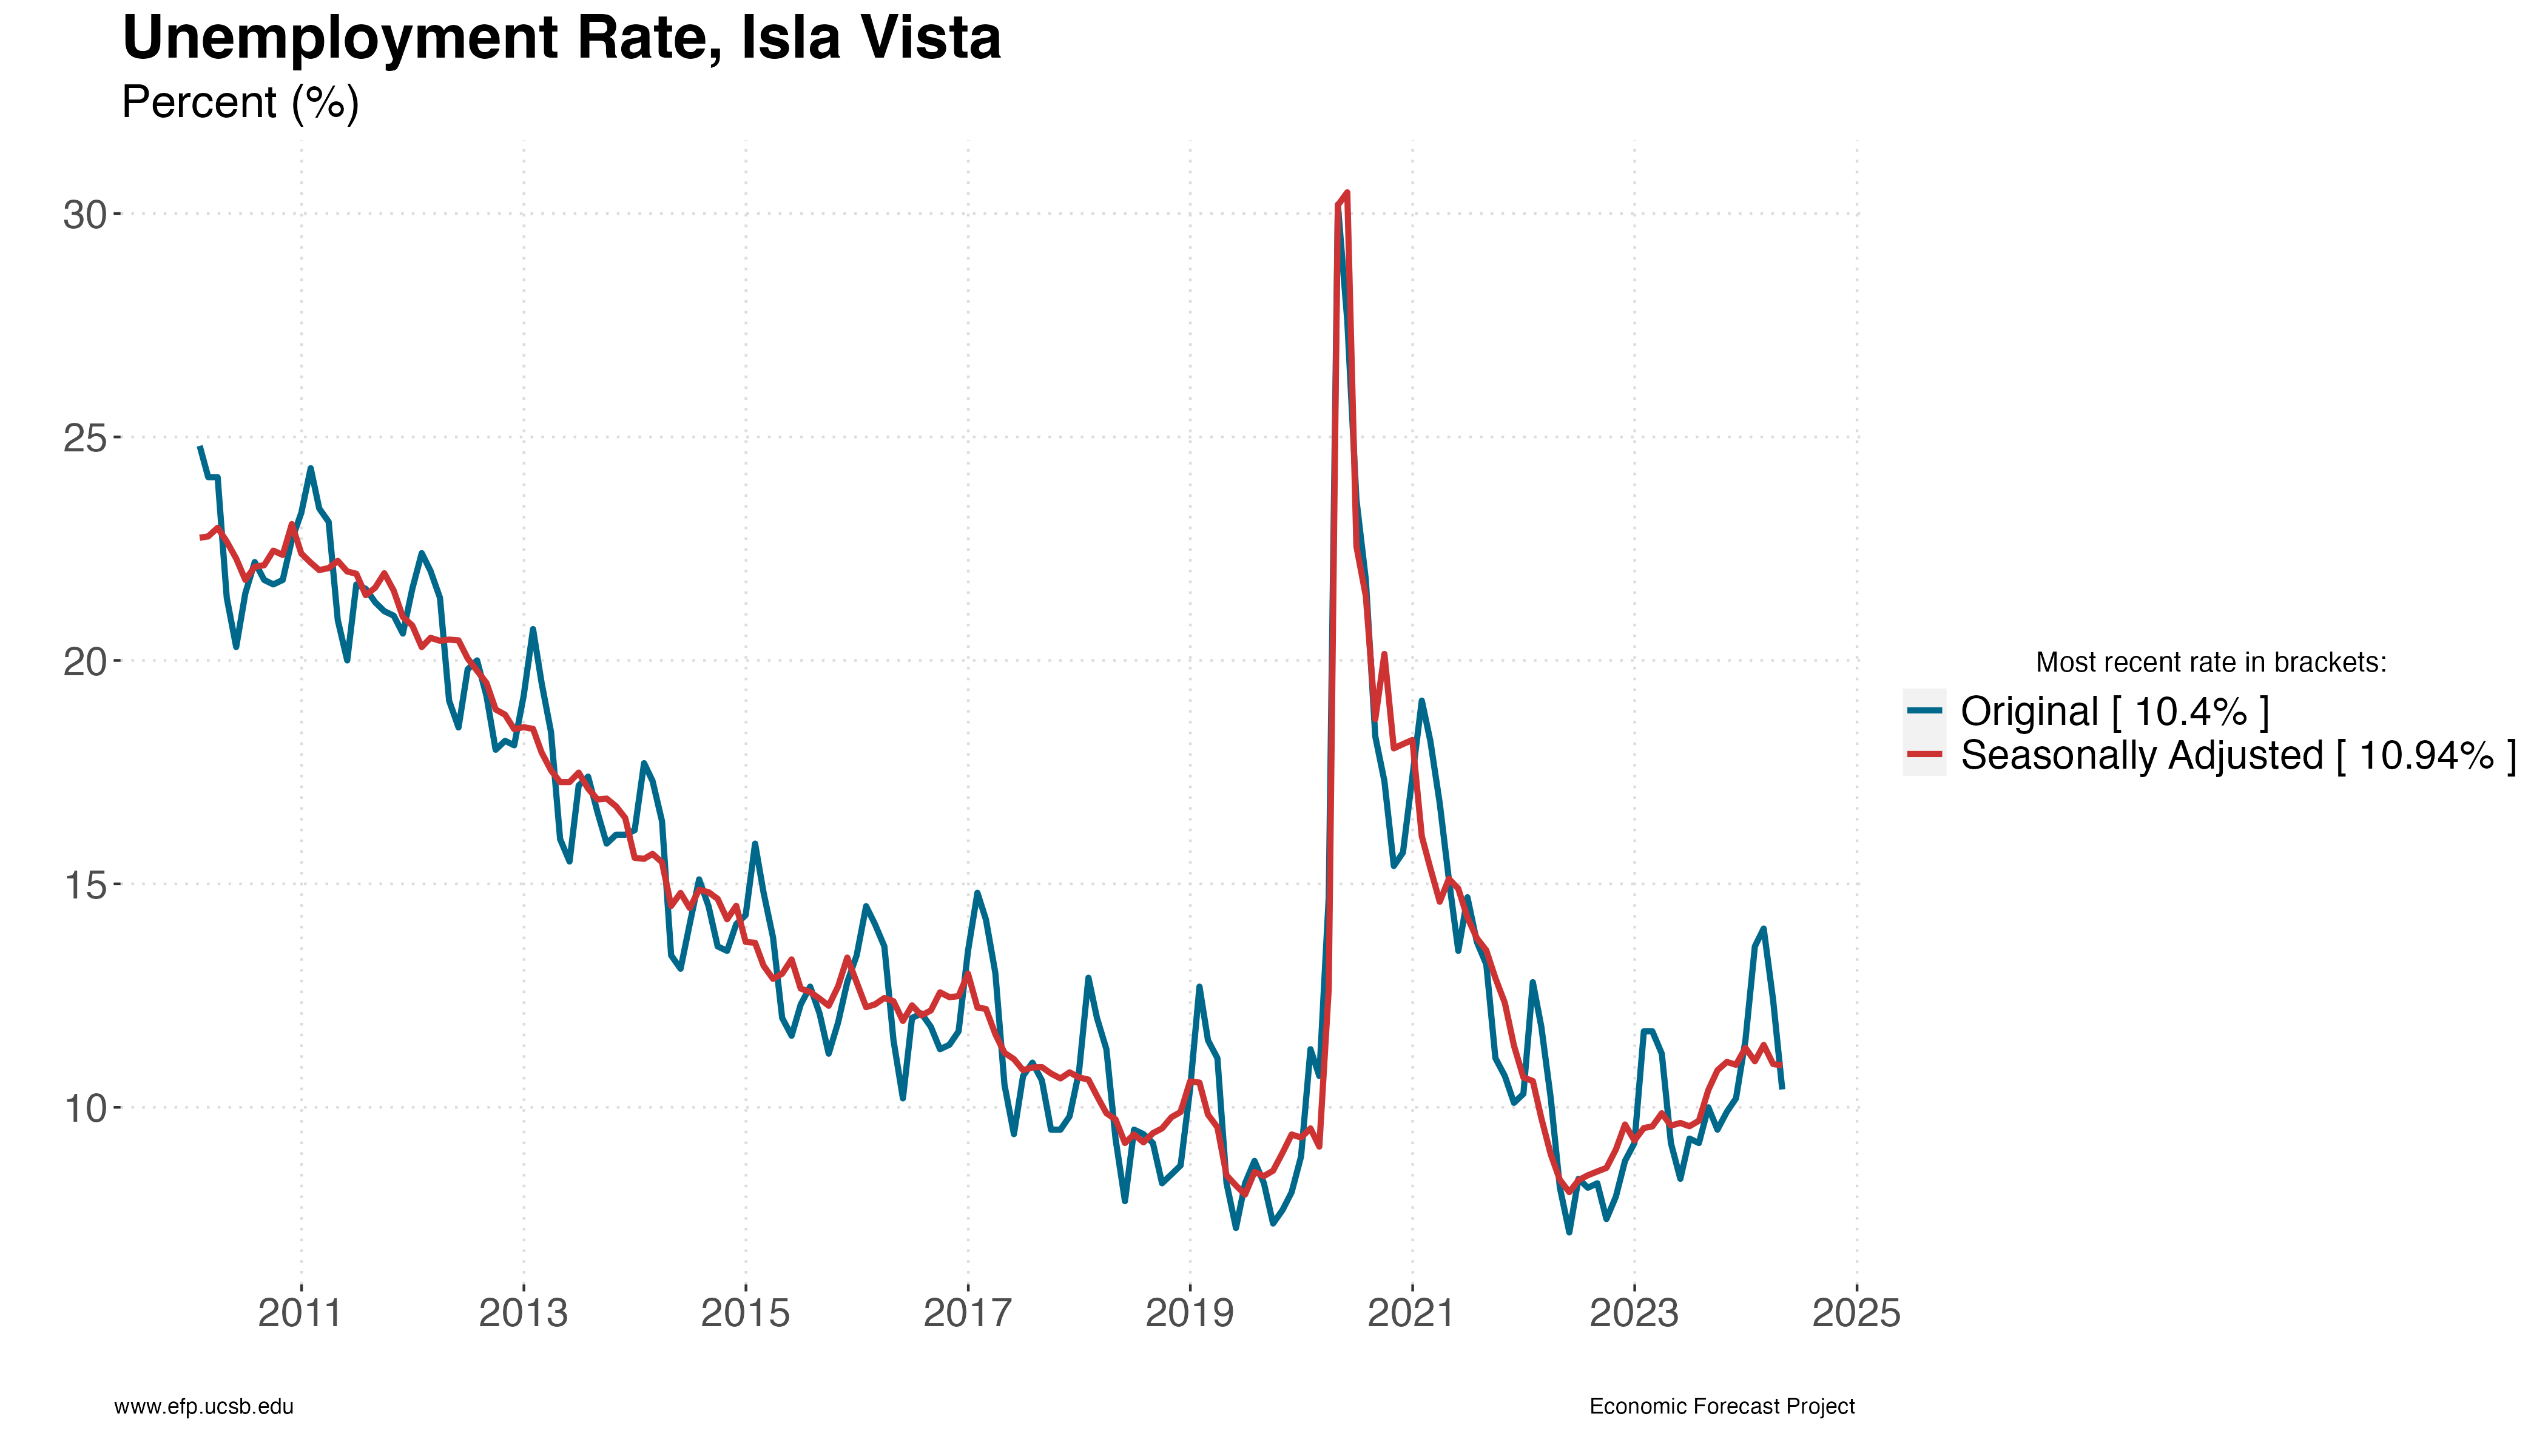 Unemployment Rate, Isla Vista
Percent (%)
30
25
20
15
10
2011 2013 2015 2017 2019 2021 2023 2025
Most recent rate in brackets:
Original [ 10.4% ]
Seasonally Adjusted [ 10.94% ]
www.efp.ucsb.edu
Economic Forecast Project